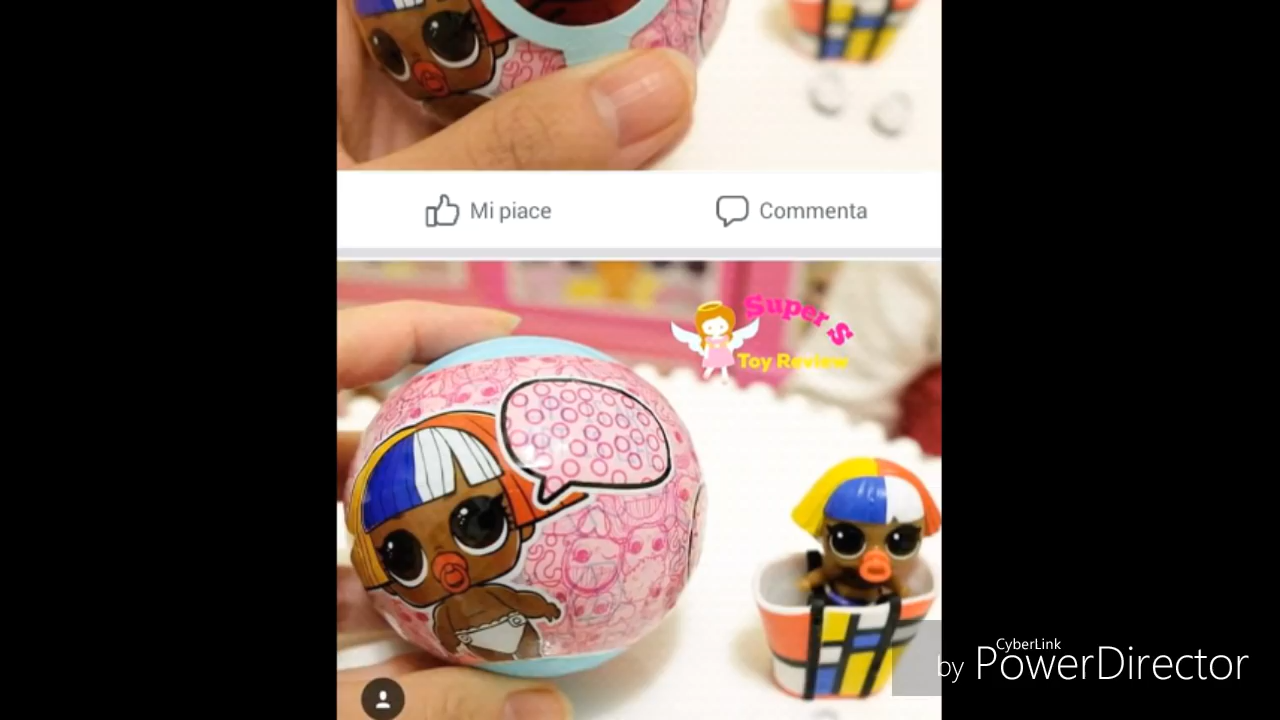 Mi piace
Commenta
Super S
Toy Review
CyberLink
by PowerDirector